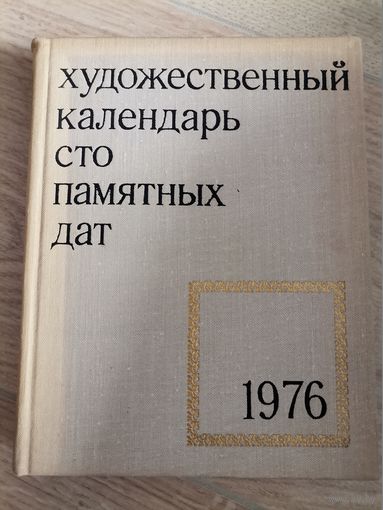 художественный
календарь
сто
памятных
дат
1976